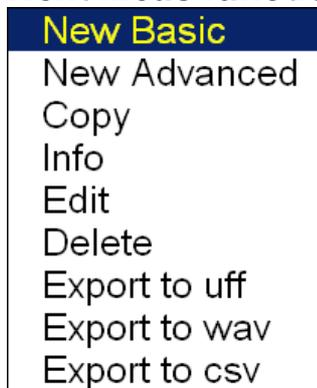 New Basic
New Advanced
Copy
Info
Edit
Delete
Export to uff
Export to wav
Export to csv